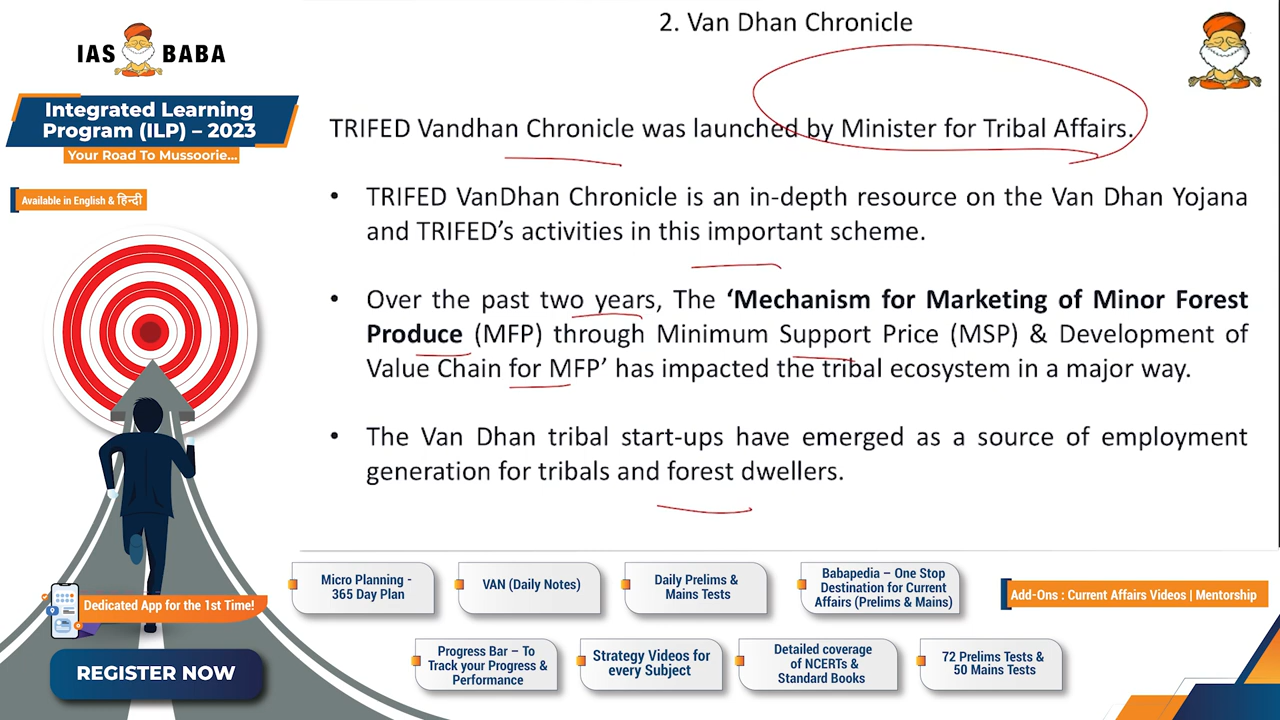 IAS BABA
Integrated Learning
Program (ILP) – 2023
Your Road To Mussoorie...
Available in English & हिन्दी
Dedicated App for the 1st Time!
REGISTER NOW
2. Van Dhan Chronicle
TRIFED Vandhan Chronicle was launched by Minister for Tribal Affairs.
• TRIFED VanDhan Chronicle is an in-depth resource on the Van Dhan Yojana
and TRIFED’s activities in this important scheme.
• Over the past two years, The ‘Mechanism for Marketing of Minor Forest
Produce (MFP) through Minimum Support Price (MSP) & Development of
Value Chain for MFP’ has impacted the tribal ecosystem in a major way.
• The Van Dhan tribal start-ups have emerged as a source of employment
generation for tribals and forest dwellers.
Micro Planning -
365 Day Plan
VAN (Daily Notes)
Daily Prelims &
Mains Tests
Babapedia – One Stop
Destination for Current
Affairs (Prelims & Mains)
Add-Ons : Current Affairs Videos | Mentorship
Progress Bar – To
Track your Progress &
Performance
Strategy Videos for
every Subject
Detailed coverage
of NCERTs &
Standard Books
72 Prelims Tests &
50 Mains Tests